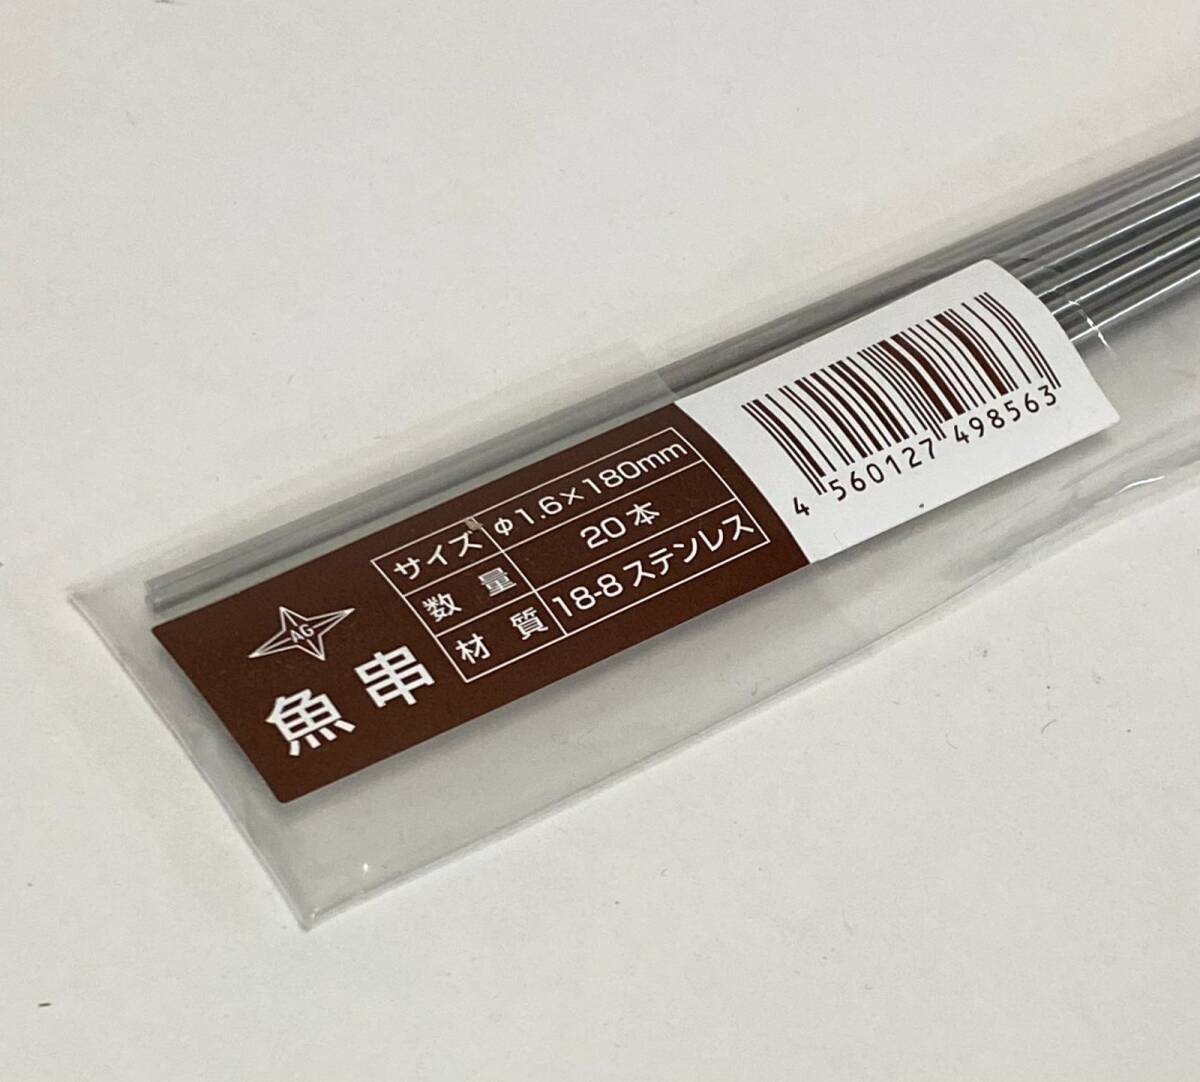 AG
魚串
サイズ φ1.6×180mm
数量 20本
材質 18-8ステンレス
4 560127 498563